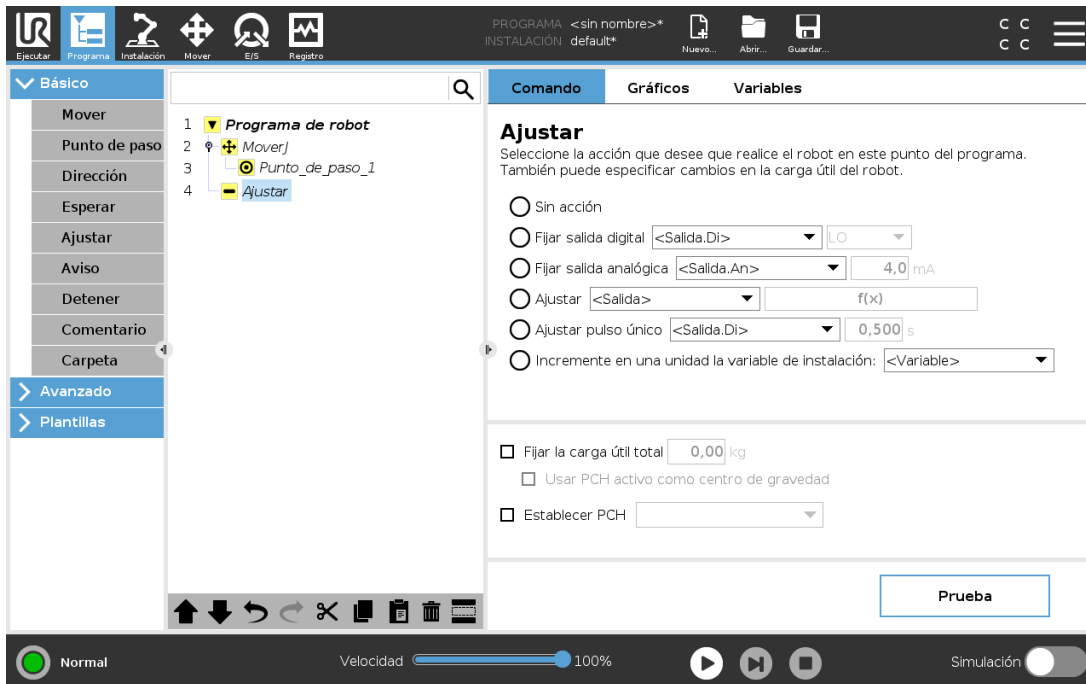 PROGRAMA <sin nombre>*
INSTALACIÓN default*
UR
Ejecutar
Programa
Instalación
Mover
E/S
Registro
Nuevo...
Abrir...
Guardar...
C C
C C
Básico
Mover
Punto de paso
Dirección
Esperar
Ajustar
Aviso
Detener
Comentario
Carpeta
Avanzado
Plantillas
1 Programa de robot
2 MoverJ
3 Punto_de_paso_1
4 Ajustar
Comando Gráficos Variables
Ajustar
Seleccione la acción que desee que realice el robot en este punto del programa.
También puede especificar cambios en la carga útil del robot.
Sin acción
Fijar salida digital <Salida.Di> LO
Fijar salida analógica <Salida.An> 4,0 mA
Ajustar <Salida> f(x)
Ajustar pulso único <Salida.Di> 0,500 s
Incremente en una unidad la variable de instalación: <Variable>
Fijar la carga útil total 0,00 kg
Usar PCH activo como centro de gravedad
Establecer PCH
Prueba
Normal
Velocidad 100%
Simulación